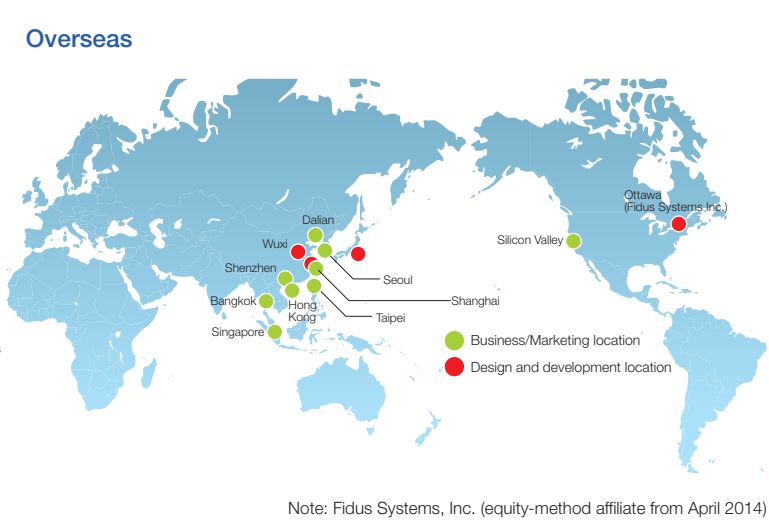 Overseas
Ottawa
(Fidus Systems,Inc.)
Dalian
Silicon Valley
Wuxi
Shenzhen
Seoul
Bangkok
Hong
Kong
Shanghai
Taipei
Singapore
Business/Marketing location
Design and development location
Note: Fidus Systems, Inc. (equity-method affiliate from April 2014)